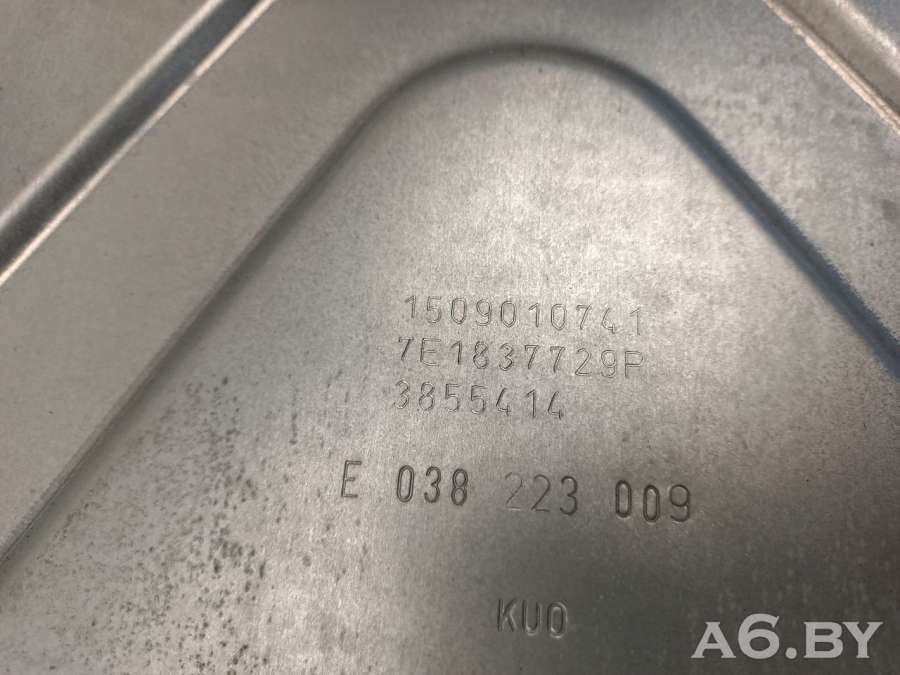 1509010741
7E1837729P
3855414
E 038 223 009
KUO
A6.BY